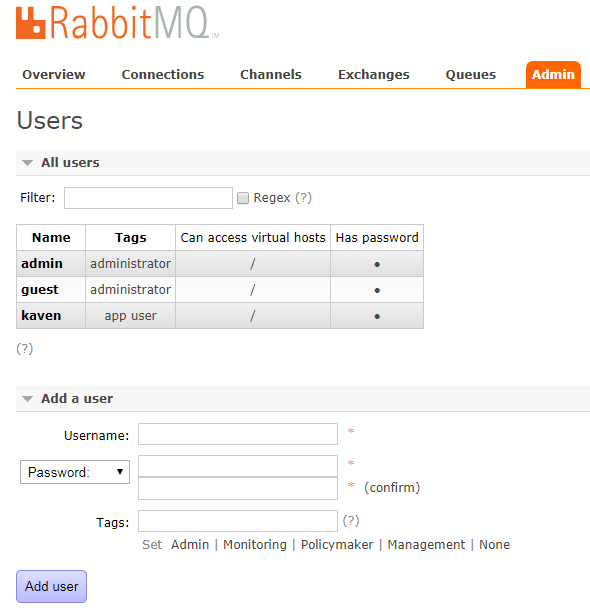 RabbitMQ TM
Overview Connections Channels Exchanges Queues Admin
Users
All users
Filter: Regex (?)
Name Tags Can access virtual hosts Has password
admin administrator / •
guest administrator / •
kaven app user / •
(?)
Add a user
Username: *
Password: *
* (confirm)
Tags: (?)
Set Admin | Monitoring | Policymaker | Management | None
Add user